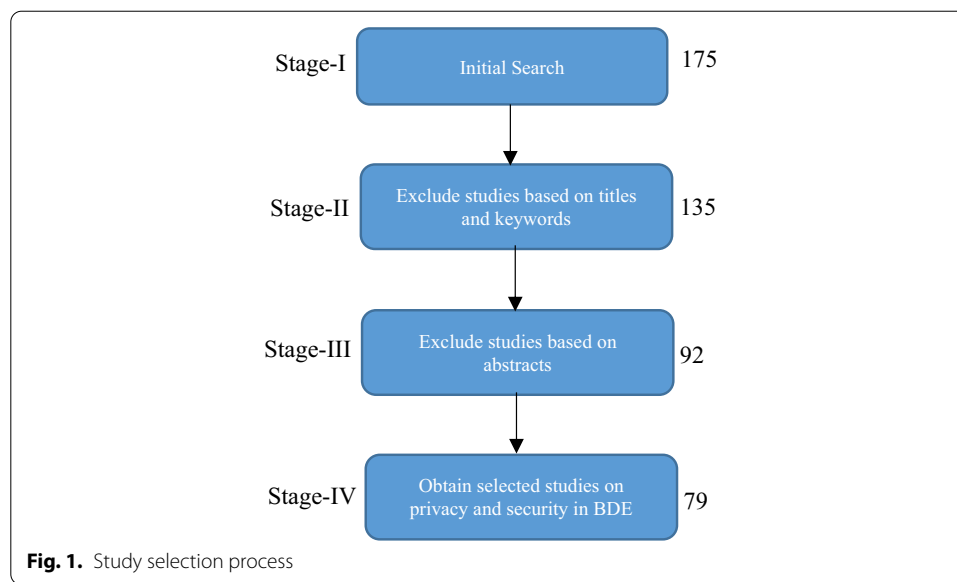 Stage-I
Initial Search
175
Stage-II
Exclude studies based on titles
and keywords
135
Stage-III
Exclude studies based on
abstracts
92
Stage-IV
Obtain selected studies on
privacy and security in BDE
79
Fig. 1. Study selection process